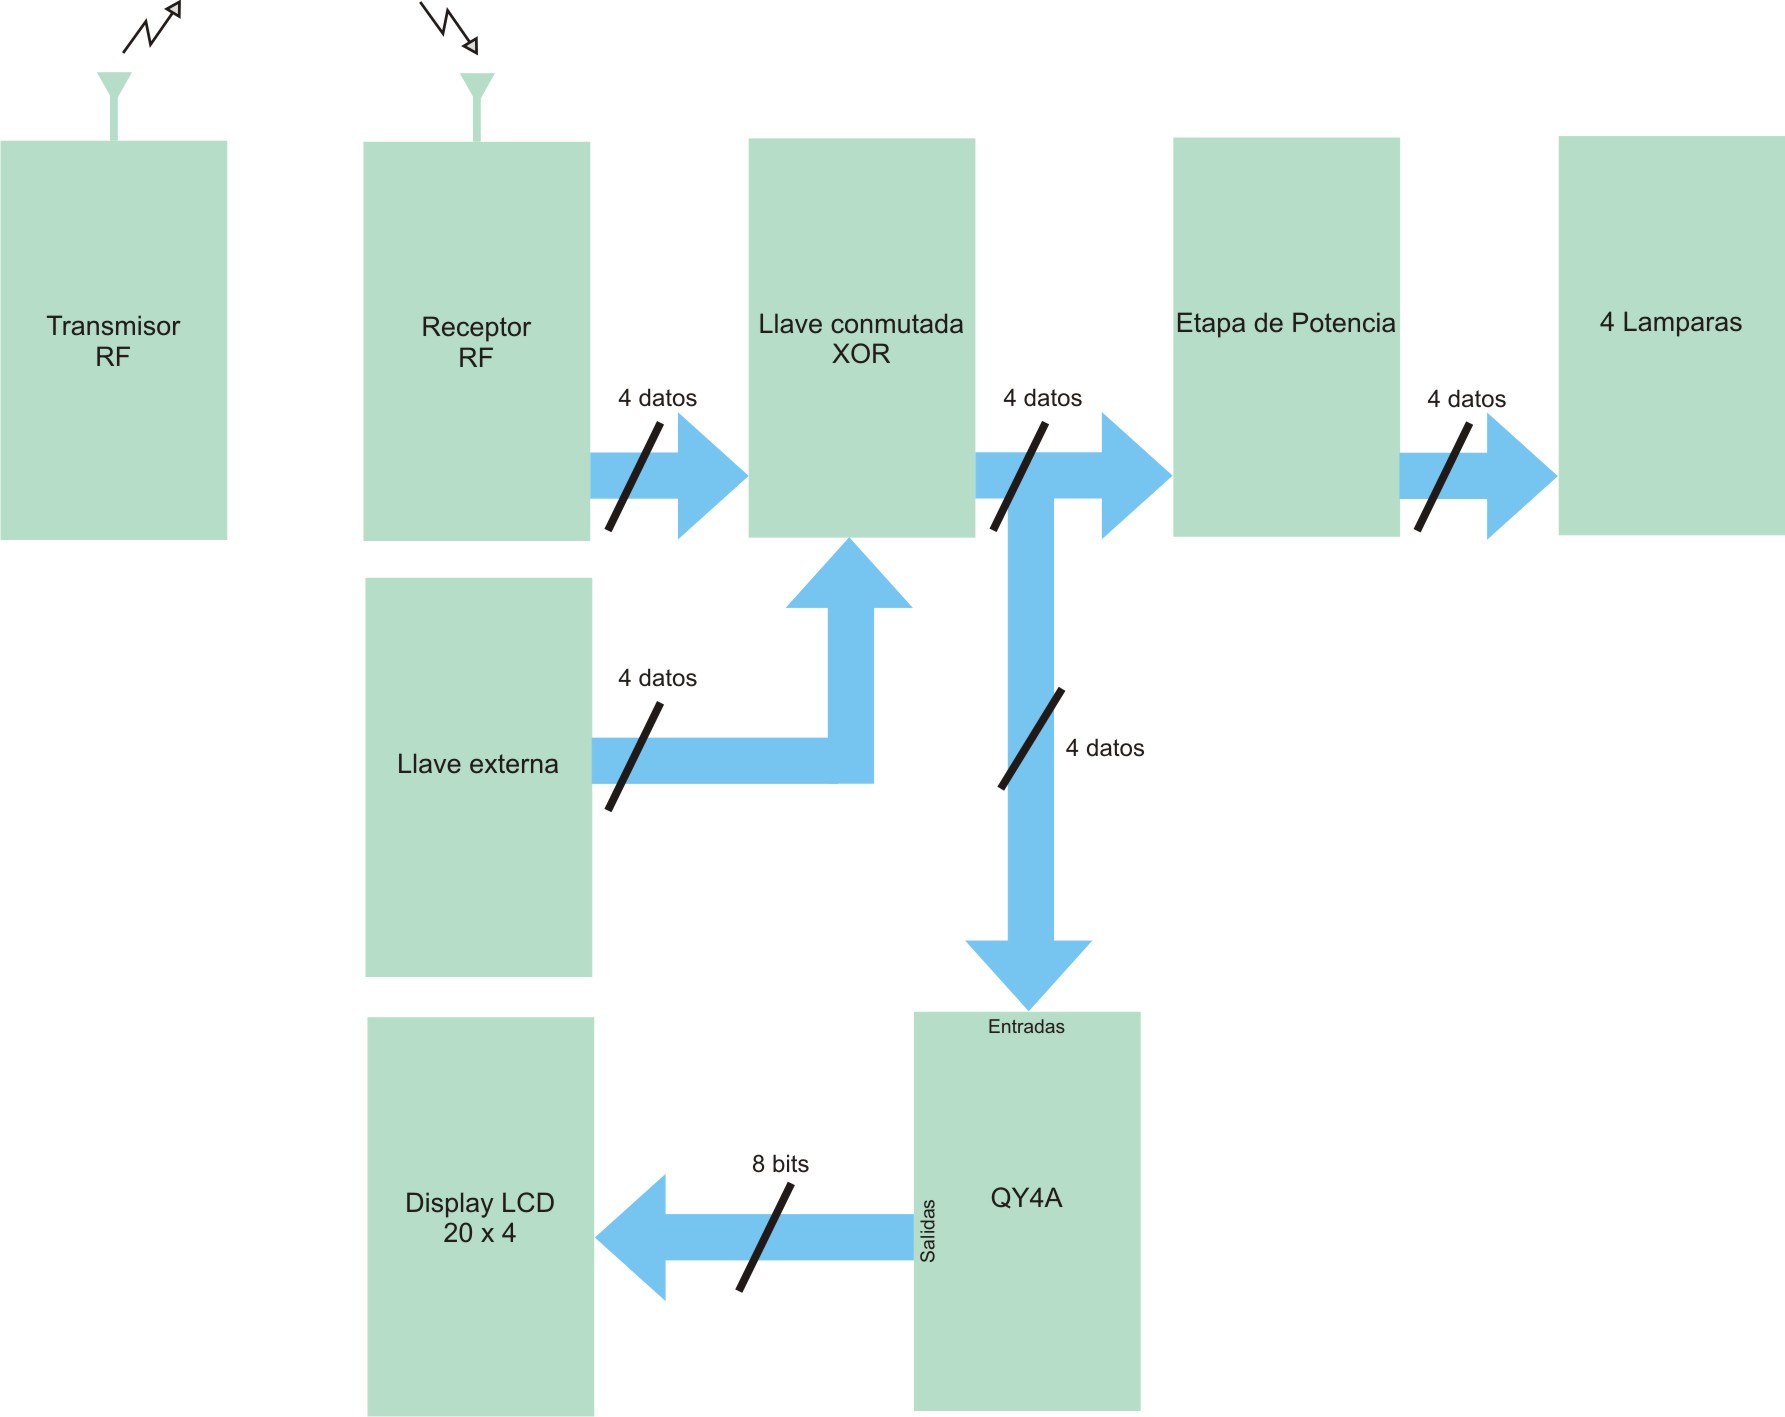 Transmisor
RF
Receptor
RF
Llave conmutada
XOR
Etapa de Potencia
4 Lamparas
4 datos
4 datos
4 datos
4 datos
Llave externa
4 datos
Entradas
8 bits
Display LCD
20 x 4
Salidas
QY4A